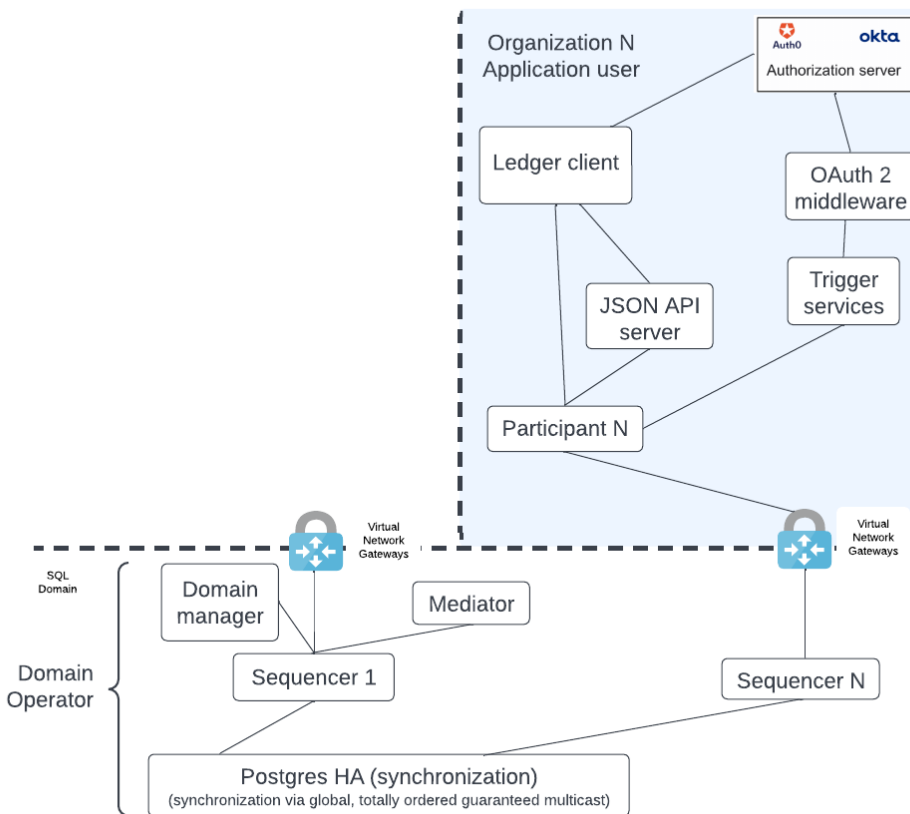 Organization N
Application user
Auth0
okta
Authorization server
Ledger client
OAuth 2
middleware
JSON API
server
Trigger
services
Participant N
Virtual
Network
Gateways
Virtual
Network
Gateways
SQL
Domain
Domain
manager
Mediator
Domain
Operator
Sequencer 1
Sequencer N
Postgres HA (synchronization)
(synchronization via global, totally ordered guaranteed multicast)